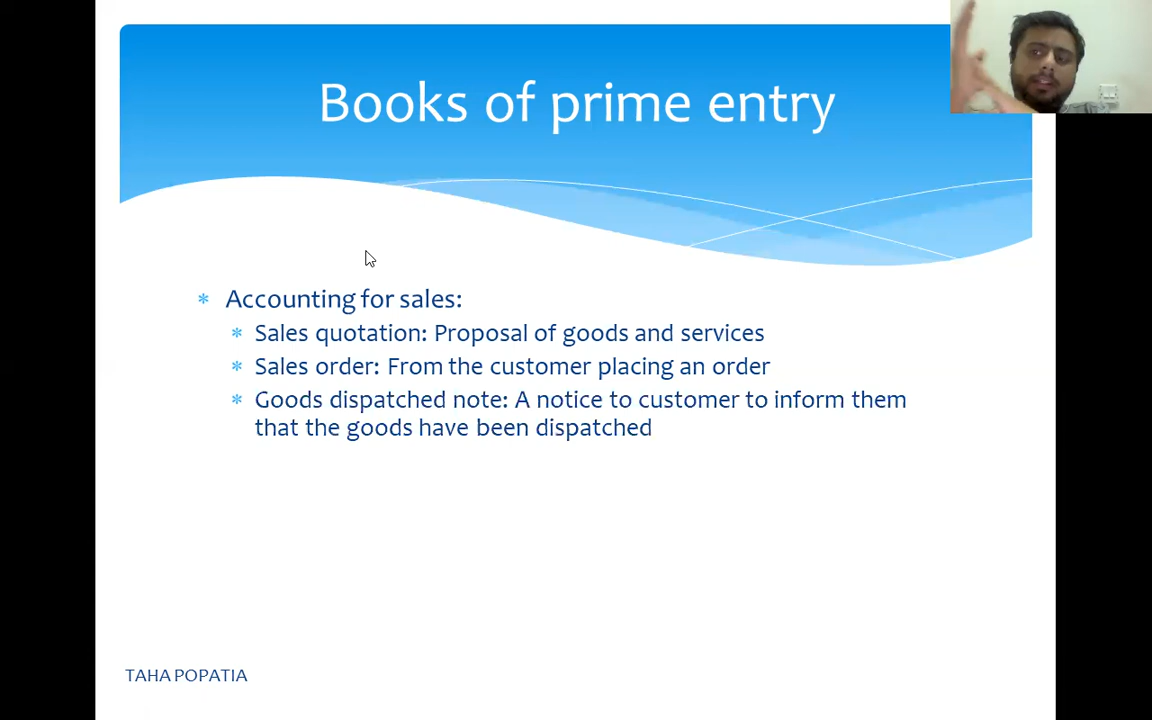 Books of prime entry
* Accounting for sales:
* Sales quotation: Proposal of goods and services
* Sales order: From the customer placing an order
* Goods dispatched note: A notice to customer to inform them
that the goods have been dispatched
TAHA POPATIA